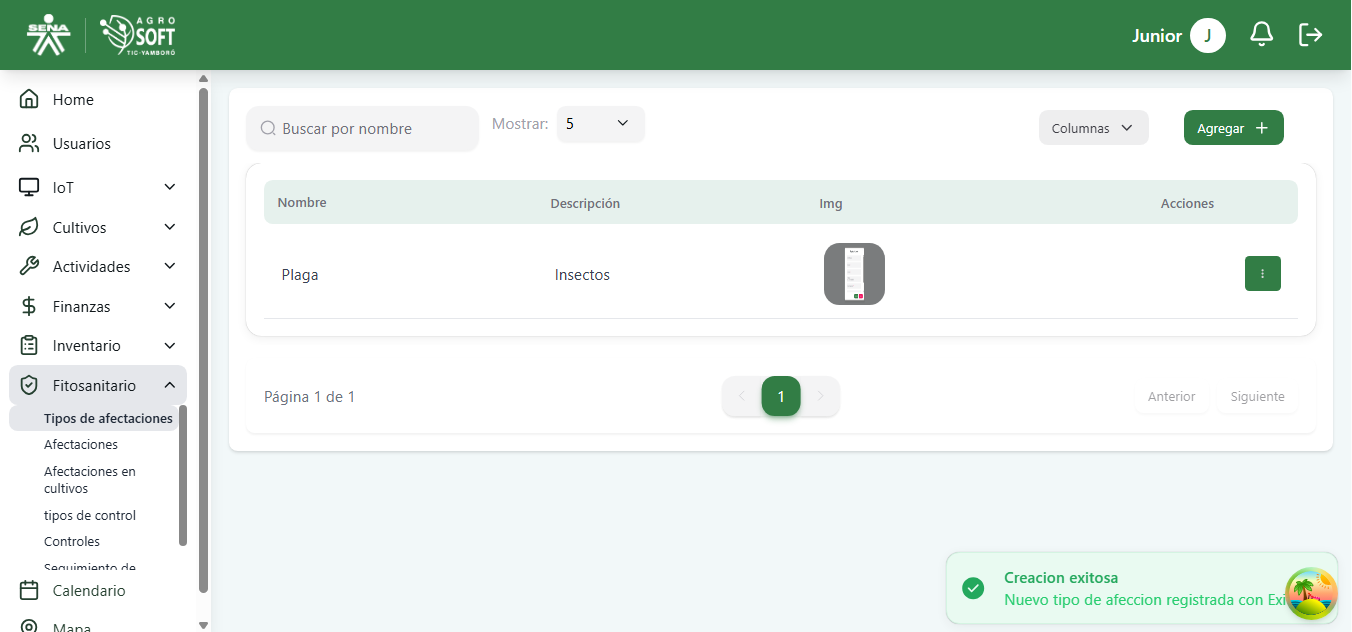 SENA
AGRO
SOFT
TIC-YAMBORÓ
Junior
J
Home
Usuarios
IoT
Cultivos
Actividades
Finanzas
Inventario
Fitosanitario
Tipos de afectaciones
Afectaciones
Afectaciones en
cultivos
tipos de control
Controles
Seguimiento de
Calendario
Mapa
Buscar por nombre
Mostrar:
5
Columnas
Agregar
Nombre
Descripción
Img
Acciones
Plaga
Insectos
Página 1 de 1
1
Anterior
Siguiente
Creacion exitosa
Nuevo tipo de afeccion registrada con Exi